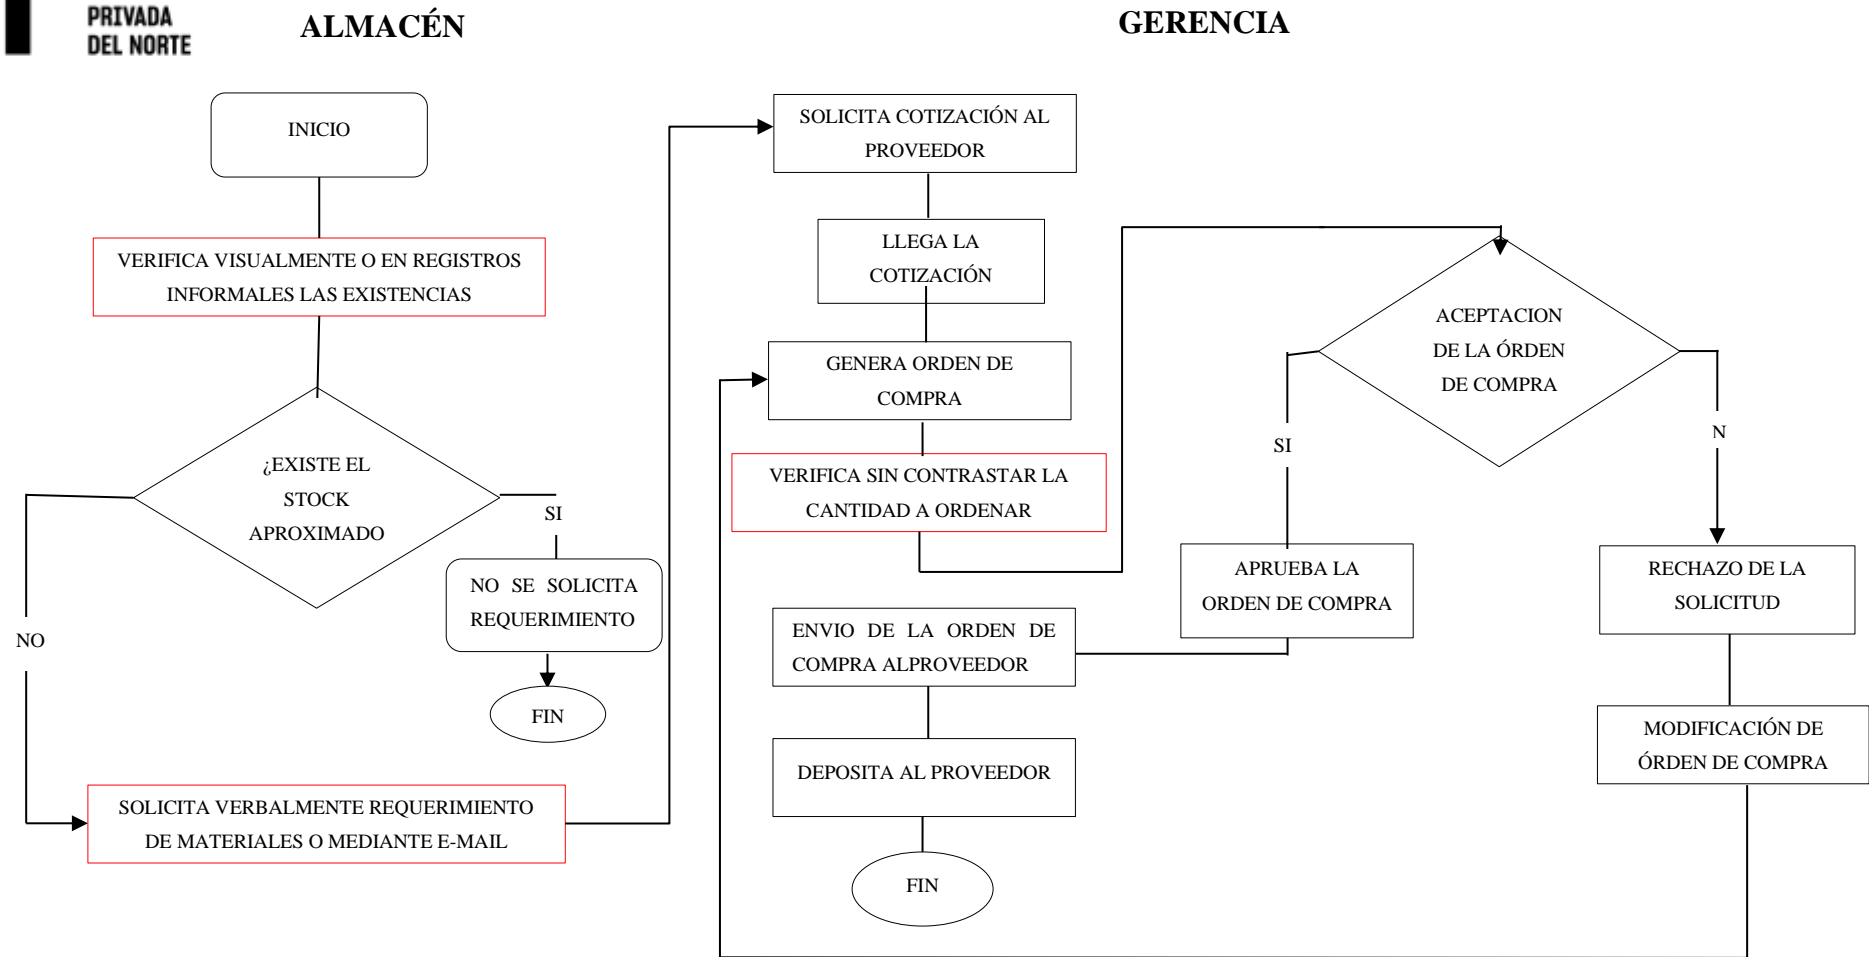 PRIVADA
DEL NORTE
ALMACÉN
GERENCIA
INICIO
VERIFICA VISUALMENTE O EN REGISTROS
INFORMALES LAS EXISTENCIAS
¿EXISTE EL
STOCK
APROXIMADO
SI
NO SE SOLICITA
REQUERIMIENTO
FIN
NO
SOLICITA VERBALMENTE REQUERIMIENTO
DE MATERIALES O MEDIANTE E-MAIL
SOLICITA COTIZACIÓN AL
PROVEEDOR
LLEGA LA
COTIZACIÓN
GENERA ORDEN DE
COMPRA
VERIFICA SIN CONTRASTAR LA
CANTIDAD A ORDENAR
ACEPTACION
DE LA ÓRDEN
DE COMPRA
SI
N
APRUEBA LA
ORDEN DE COMPRA
RECHAZO DE LA
SOLICITUD
ENVIO DE LA ORDEN DE
COMPRA ALPROVEEDOR
MODIFICACIÓN DE
ÓRDEN DE COMPRA
DEPOSITA AL PROVEEDOR
FIN